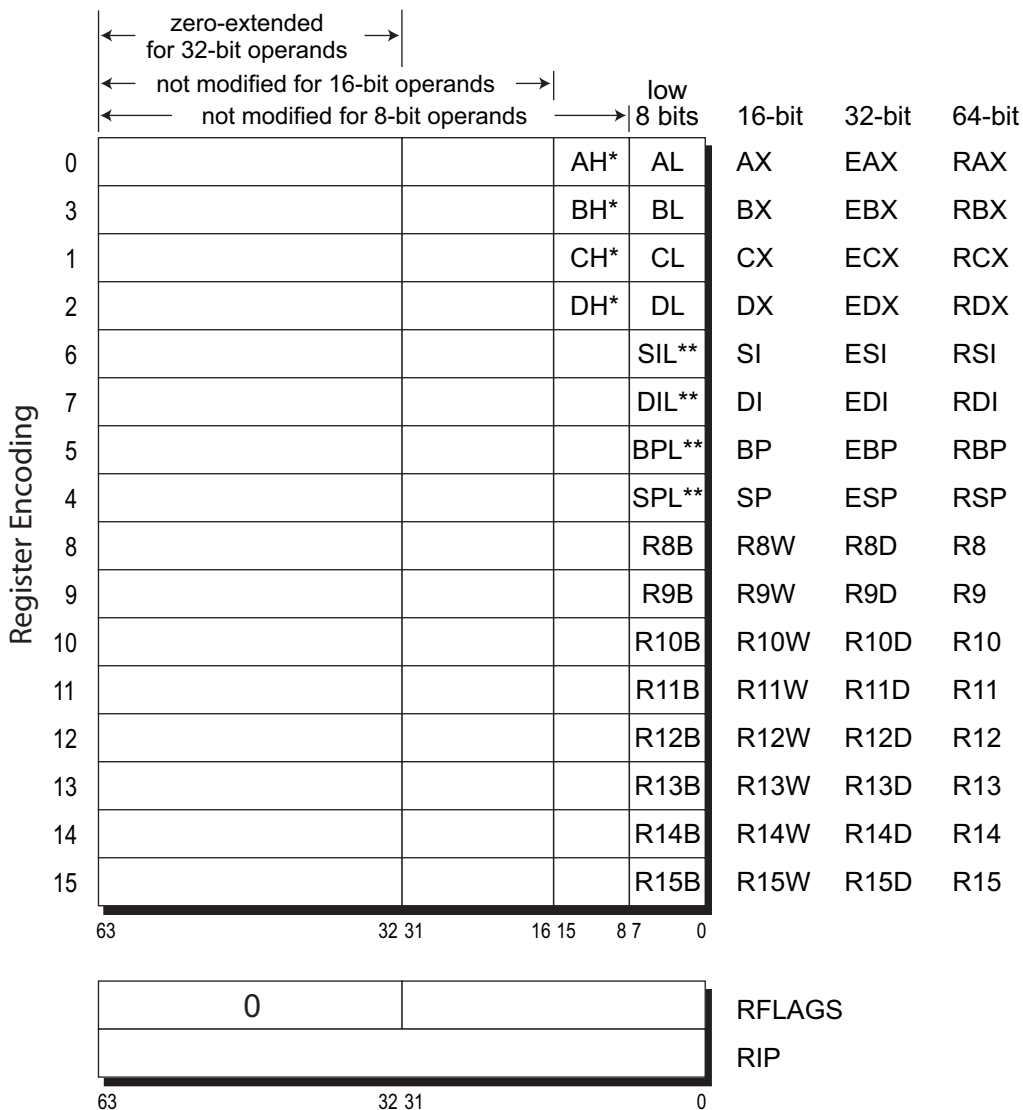 zero-extended
for 32-bit operands
not modified for 16-bit operands
low
not modified for 8-bit operands 8 bits 16-bit 32-bit 64-bit
Register Encoding
0 AH* AL AX EAX RAX
3 BH* BL BX EBX RBX
1 CH* CL CX ECX RCX
2 DH* DL DX EDX RDX
6 SIL** SI ESI RSI
7 DIL** DI EDI RDI
5 BPL** BP EBP RBP
4 SPL** SP ESP RSP
8 R8B R8W R8D R8
9 R9B R9W R9D R9
10 R10B R10W R10D R10
11 R11B R11W R11D R11
12 R12B R12W R12D R12
13 R13B R13W R13D R13
14 R14B R14W R14D R14
15 R15B R15W R15D R15
63 32 31 16 15 8 7 0
0 RFLAGS
RIP
63 32 31 0